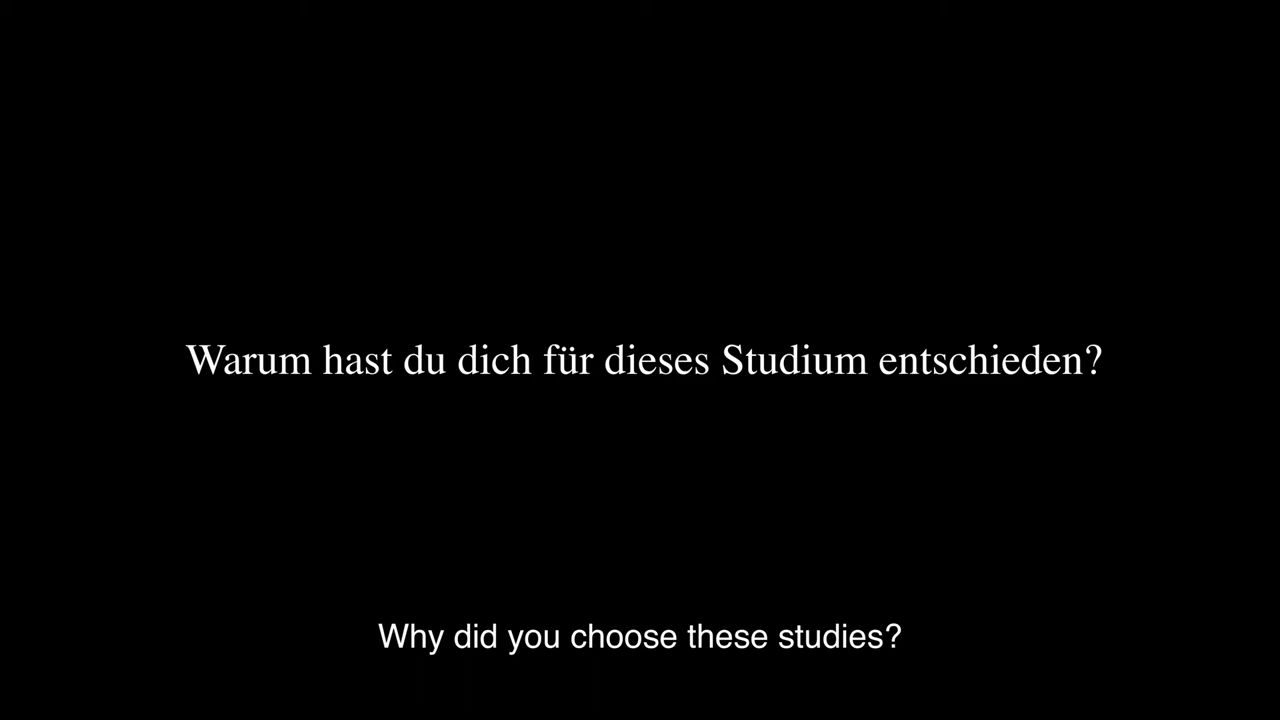 Warum hast du dich für dieses Studium entschieden?
Why did you choose these studies?